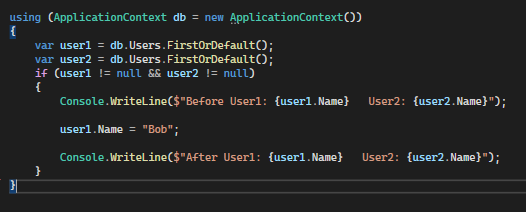 using (ApplicationContext db = new ApplicationContext())
{
    var user1 = db.Users.FirstOrDefault();
    var user2 = db.Users.FirstOrDefault();
    if (user1 != null && user2 != null)
    {
        Console.WriteLine($"Before User1: {user1.Name}   User2: {user2.Name}");
        user1.Name = "Bob";
        Console.WriteLine($"After User1: {user1.Name}   User2: {user2.Name}");
    }
}